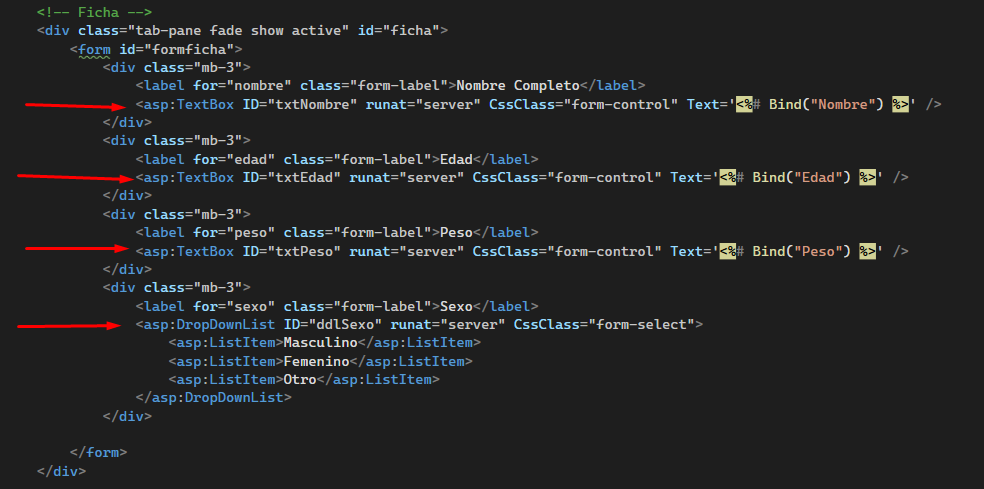 <!-- Ficha -->
<div class="tab-pane fade show active" id="ficha">
<form id="formficha">
<div class="mb-3">
<label for="nombre" class="form-label">Nombre Completo</label>
<asp:TextBox ID="txtNombre" runat="server" CssClass="form-control" Text='<%# Bind("Nombre") %>' />
</div>
<div class="mb-3">
<label for="edad" class="form-label">Edad</label>
<asp:TextBox ID="txtEdad" runat="server" CssClass="form-control" Text='<%# Bind("Edad") %>' />
</div>
<div class="mb-3">
<label for="peso" class="form-label">Peso</label>
<asp:TextBox ID="txtPeso" runat="server" CssClass="form-control" Text='<%# Bind("Peso") %>' />
</div>
<div class="mb-3">
<label for="sexo" class="form-label">Sexo</label>
<asp:DropDownList ID="ddlSexo" runat="server" CssClass="form-select">
<asp:ListItem>Masculino</asp:ListItem>
<asp:ListItem>Femenino</asp:ListItem>
<asp:ListItem>Otro</asp:ListItem>
</asp:DropDownList>
</div>
</form>
</div>